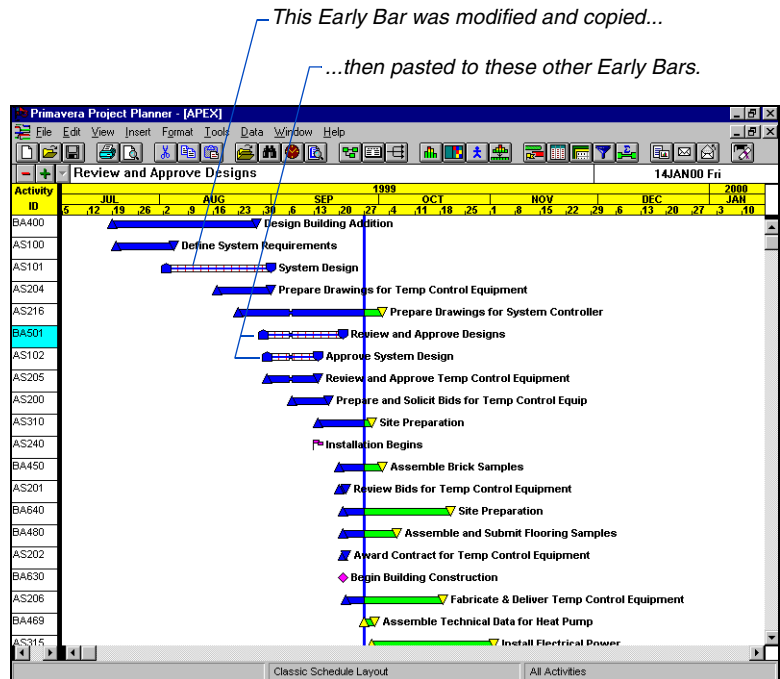 This Early Bar was modified and copied...
...then pasted to these other Early Bars.
Primavera Project Planner - [APEX]
File Edit View Insert Format Tools Data Window Help
Review and Approve Designs 14JAN00 Fri
Activity ID
1999 2000
JUL AUG SEP OCT NOV DEC JAN
5 12 19 26 2 9 16 23 30 6 13 20 27 4 11 18 25 1 8 15 22 29 6 13 20 27 3 10
BA400 Design Building Addition
AS100 Define System Requirements
AS101 System Design
AS204 Prepare Drawings for Temp Control Equipment
AS216 Prepare Drawings for System Controller
BA501 Review and Approve Designs
AS102 Approve System Design
AS205 Review and Approve Temp Control Equipment
AS200 Prepare and Solicit Bids for Temp Control Equip
AS310 Site Preparation
AS240 Installation Begins
BA450 Assemble Brick Samples
AS201 Review Bids for Temp Control Equipment
BA640 Site Preparation
BA480 Assemble and Submit Flooring Samples
AS202 Award Contract for Temp Control Equipment
BA630 Begin Building Construction
AS206 Fabricate & Deliver Temp Control Equipment
BA469 Assemble Technical Data for Heat Pump
AS315 Install Electrical Power
Classic Schedule Layout All Activities